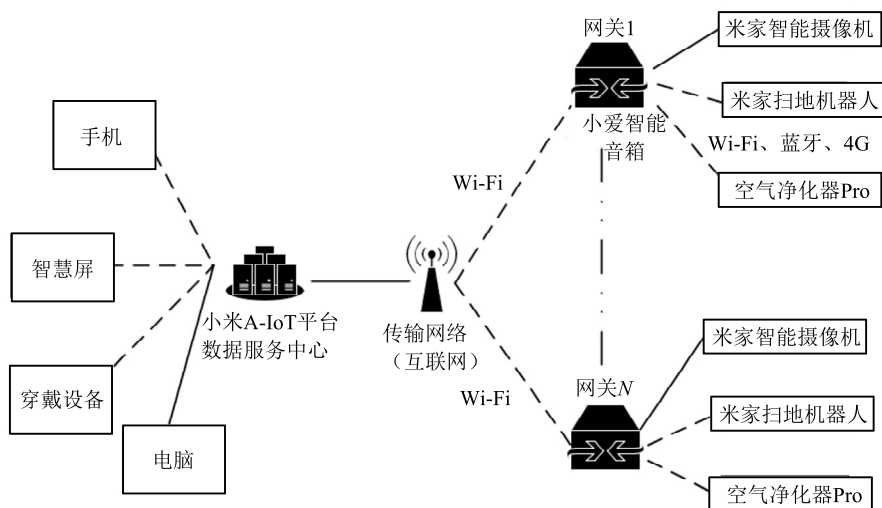 手机
智慧屏
穿戴设备
电脑
小米A-IoT平台
数据服务中心
传输网络
（互联网）
Wi-Fi
Wi-Fi
网关1
小爱智能
音箱
米家智能摄像机
米家扫地机器人
Wi-Fi、蓝牙、4G
空气净化器Pro
网关N
米家智能摄像机
米家扫地机器人
空气净化器Pro